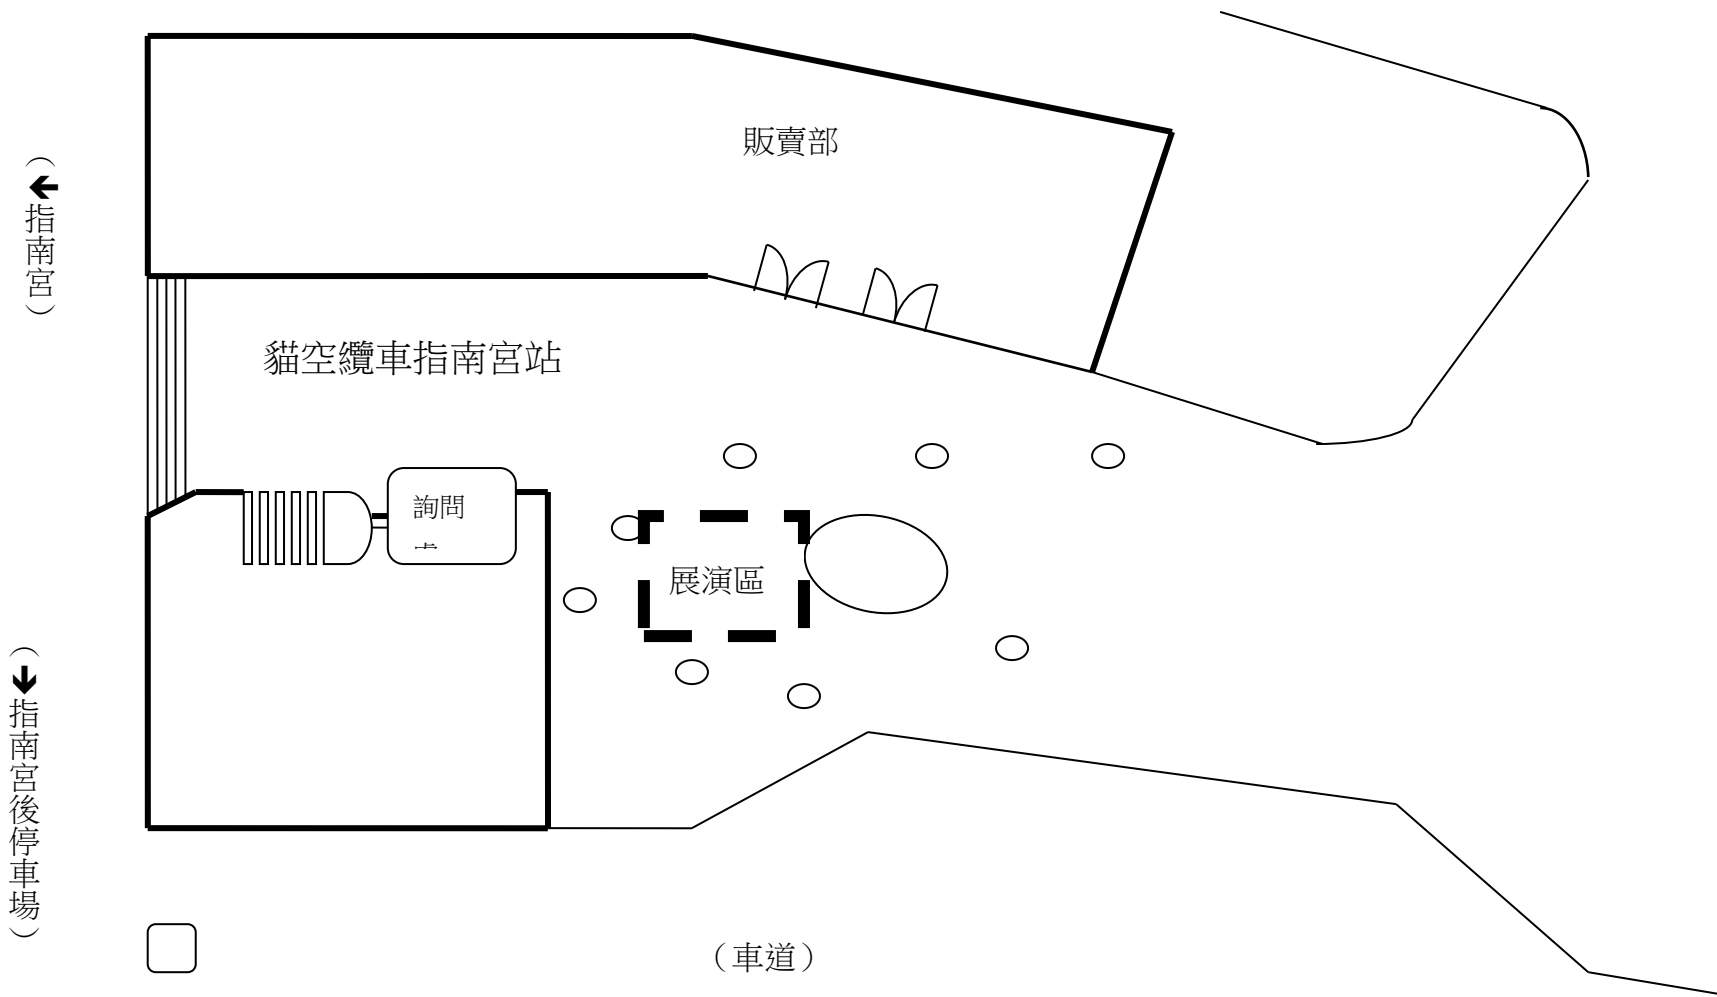 販賣部
（🡸指南宮）
貓空纜車指南宮站
詢問
展演區
（🡻指南宮後停車場）
（車道）